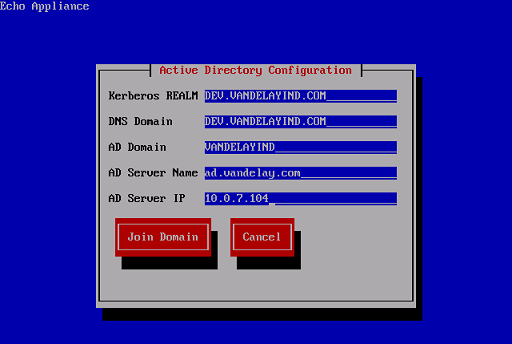 Echo Appliance
Active Directory Configuration
Kerberos REALM DEV.VANDELAYIND.COM
DNS Domain DEV.VANDELAYIND.COM
AD Domain VANDELAYIND
AD Server Name ad.vandelay.com
AD Server IP 10.0.7.104
Join Domain Cancel